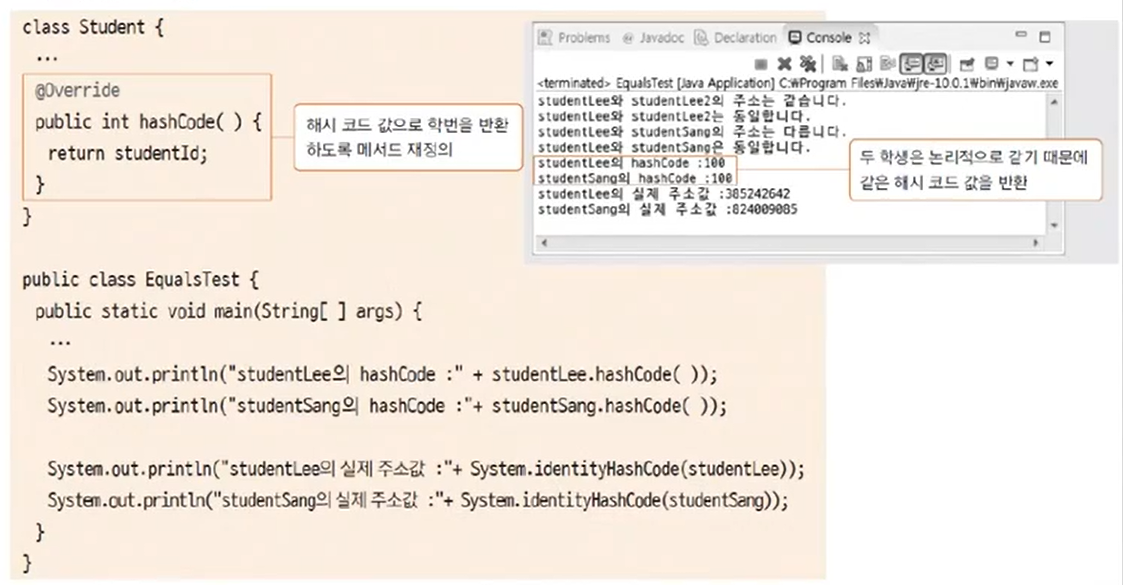 class Student {
...
@Override
public int hashCode( ) {
return studentId;
}
}
해시 코드 값으로 학번을 반환
하도록 메서드 재정의
public class EqualsTest {
public static void main(String[ ] args) {
...
System.out.println("studentLee의 hashCode :" + studentLee.hashCode( ));
System.out.println("studentSang의 hashCode :"+ studentSang.hashCode( ));
System.out.println("studentLee의 실제 주소값 :"+ System.identityHashCode(studentLee));
System.out.println("studentSang의 실제 주소값 :"+ System.identityHashCode(studentSang));
}
}
Problems @ Javadoc Declaration Console
<terminated> EqualsTest [Java Application] C:₩Program Files₩Java₩jre-10.0.1₩bin₩javaw.exe
studentLee와 studentLee2의 주소는 같습니다.
studentLee와 studentLee2는 동일합니다.
studentLee와 studentSang의 주소는 다릅니다.
studentLee와 studentSang은 동일합니다.
studentLee의 hashCode :100
studentSang의 hashCode :100
studentLee의 실제 주소값 :385242642
studentSang의 실제 주소값 :824009085
두 학생은 논리적으로 같기 때문에
같은 해시 코드 값을 반환